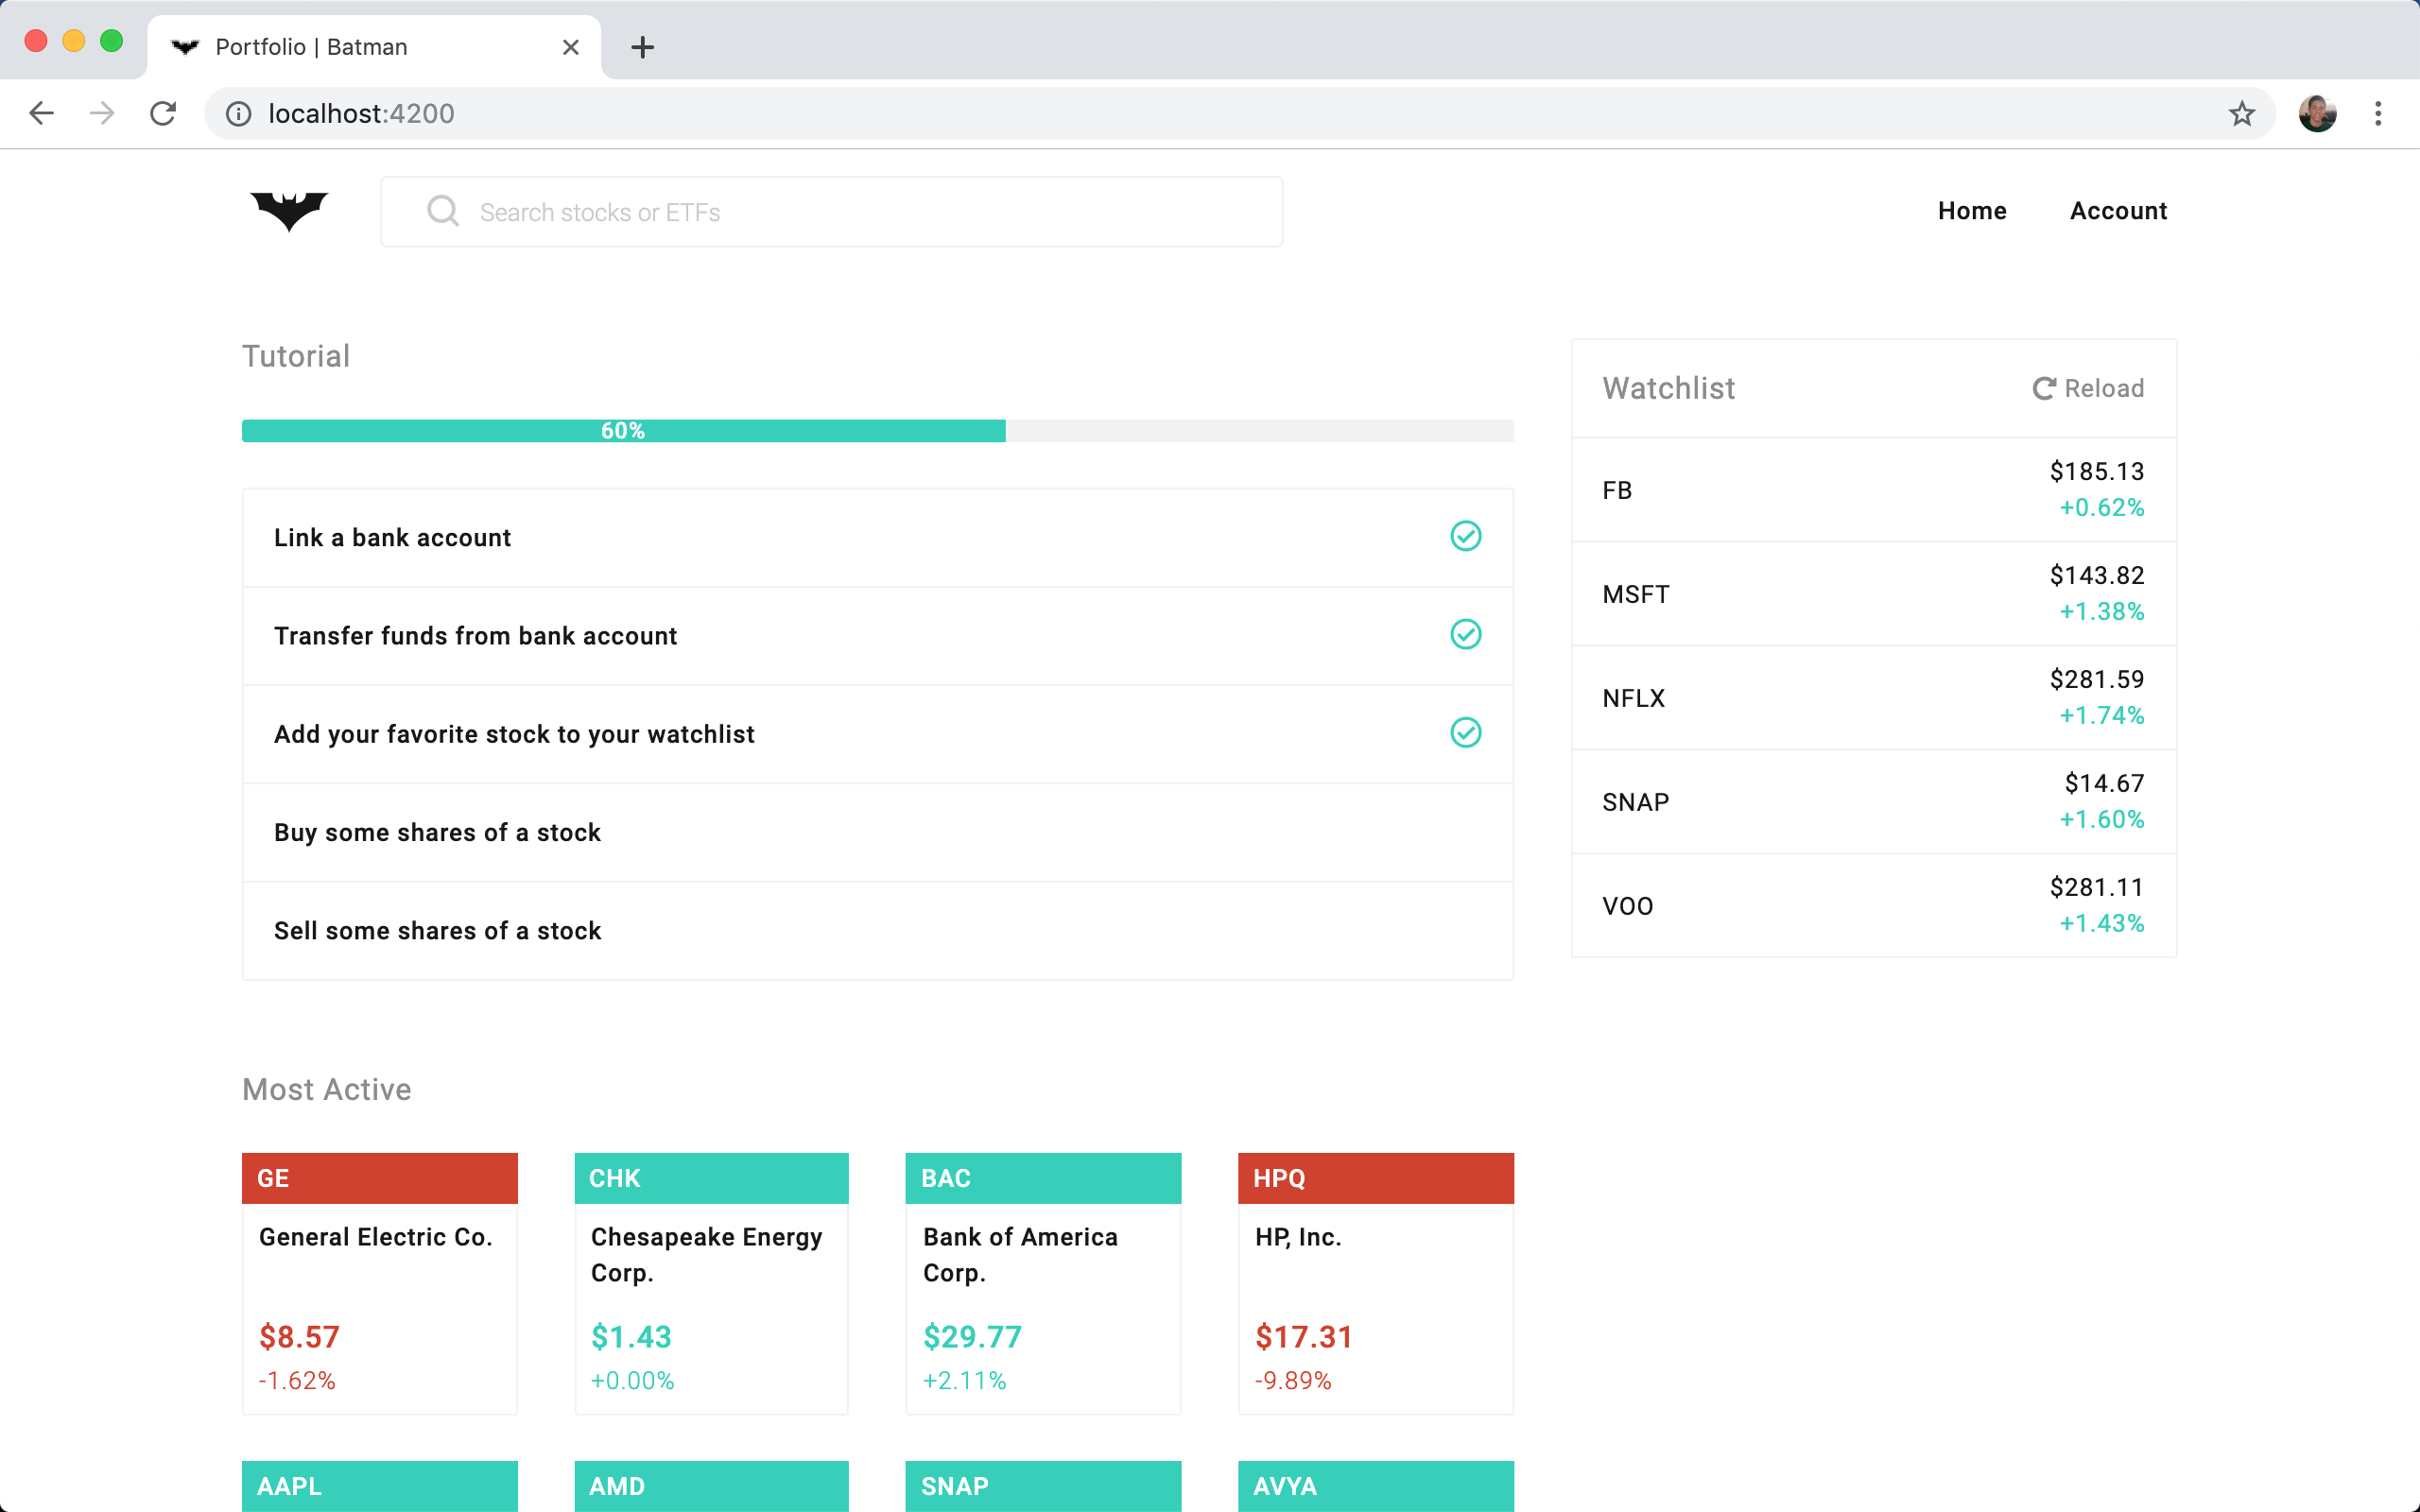 Portfolio | Batman
localhost:4200
Search stocks or ETFs
Home
Account
Tutorial
60%
Link a bank account
Transfer funds from bank account
Add your favorite stock to your watchlist
Buy some shares of a stock
Sell some shares of a stock
Watchlist
Reload
FB
$185.13
+0.62%
MSFT
$143.82
+1.38%
NFLX
$281.59
+1.74%
SNAP
$14.67
+1.60%
VOO
$281.11
+1.43%
Most Active
GE
General Electric Co.
$8.57
-1.62%
CHK
Chesapeake Energy
Corp.
$1.43
+0.00%
BAC
Bank of America
Corp.
$29.77
+2.11%
HPQ
HP, Inc.
$17.31
-9.89%
AAPL
AMD
SNAP
AVYA